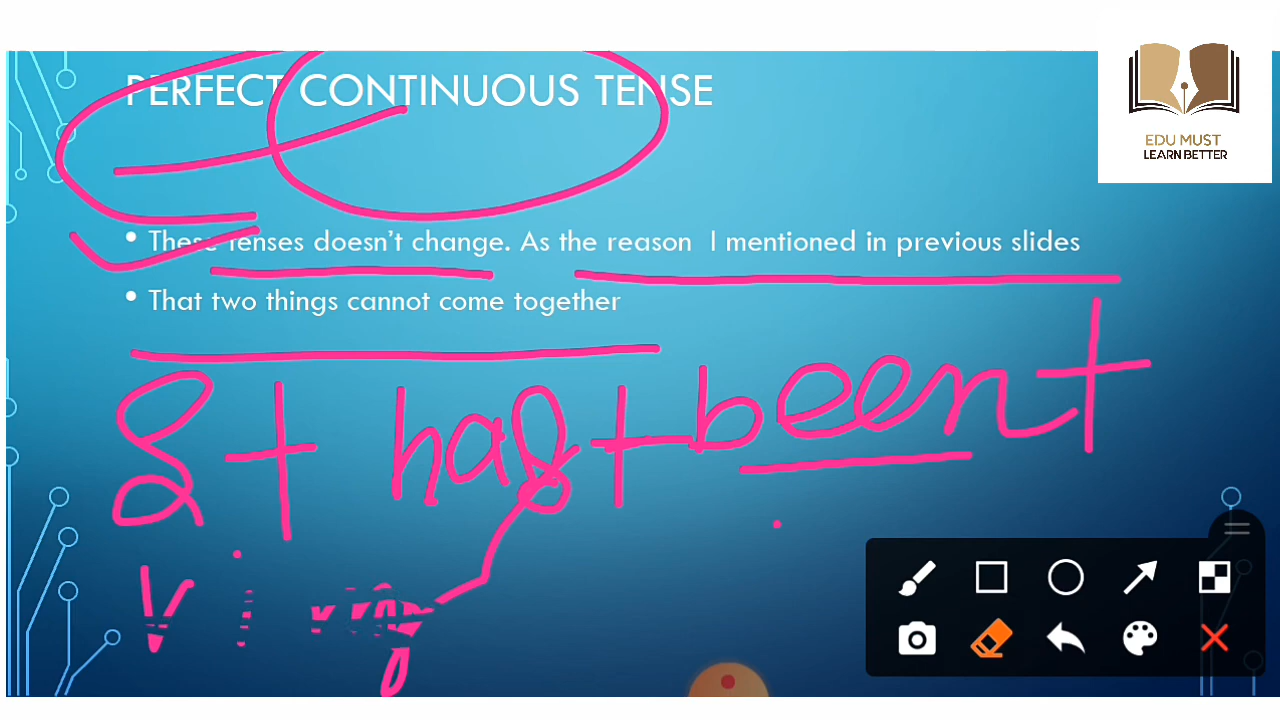 PERFECT CONTINUOUS TENSE
EDU MUST
LEARN BETTER
• These tenses doesn't change. As the reason I mentioned in previous slides
• That two things cannot come together
S + has + been +
V ing